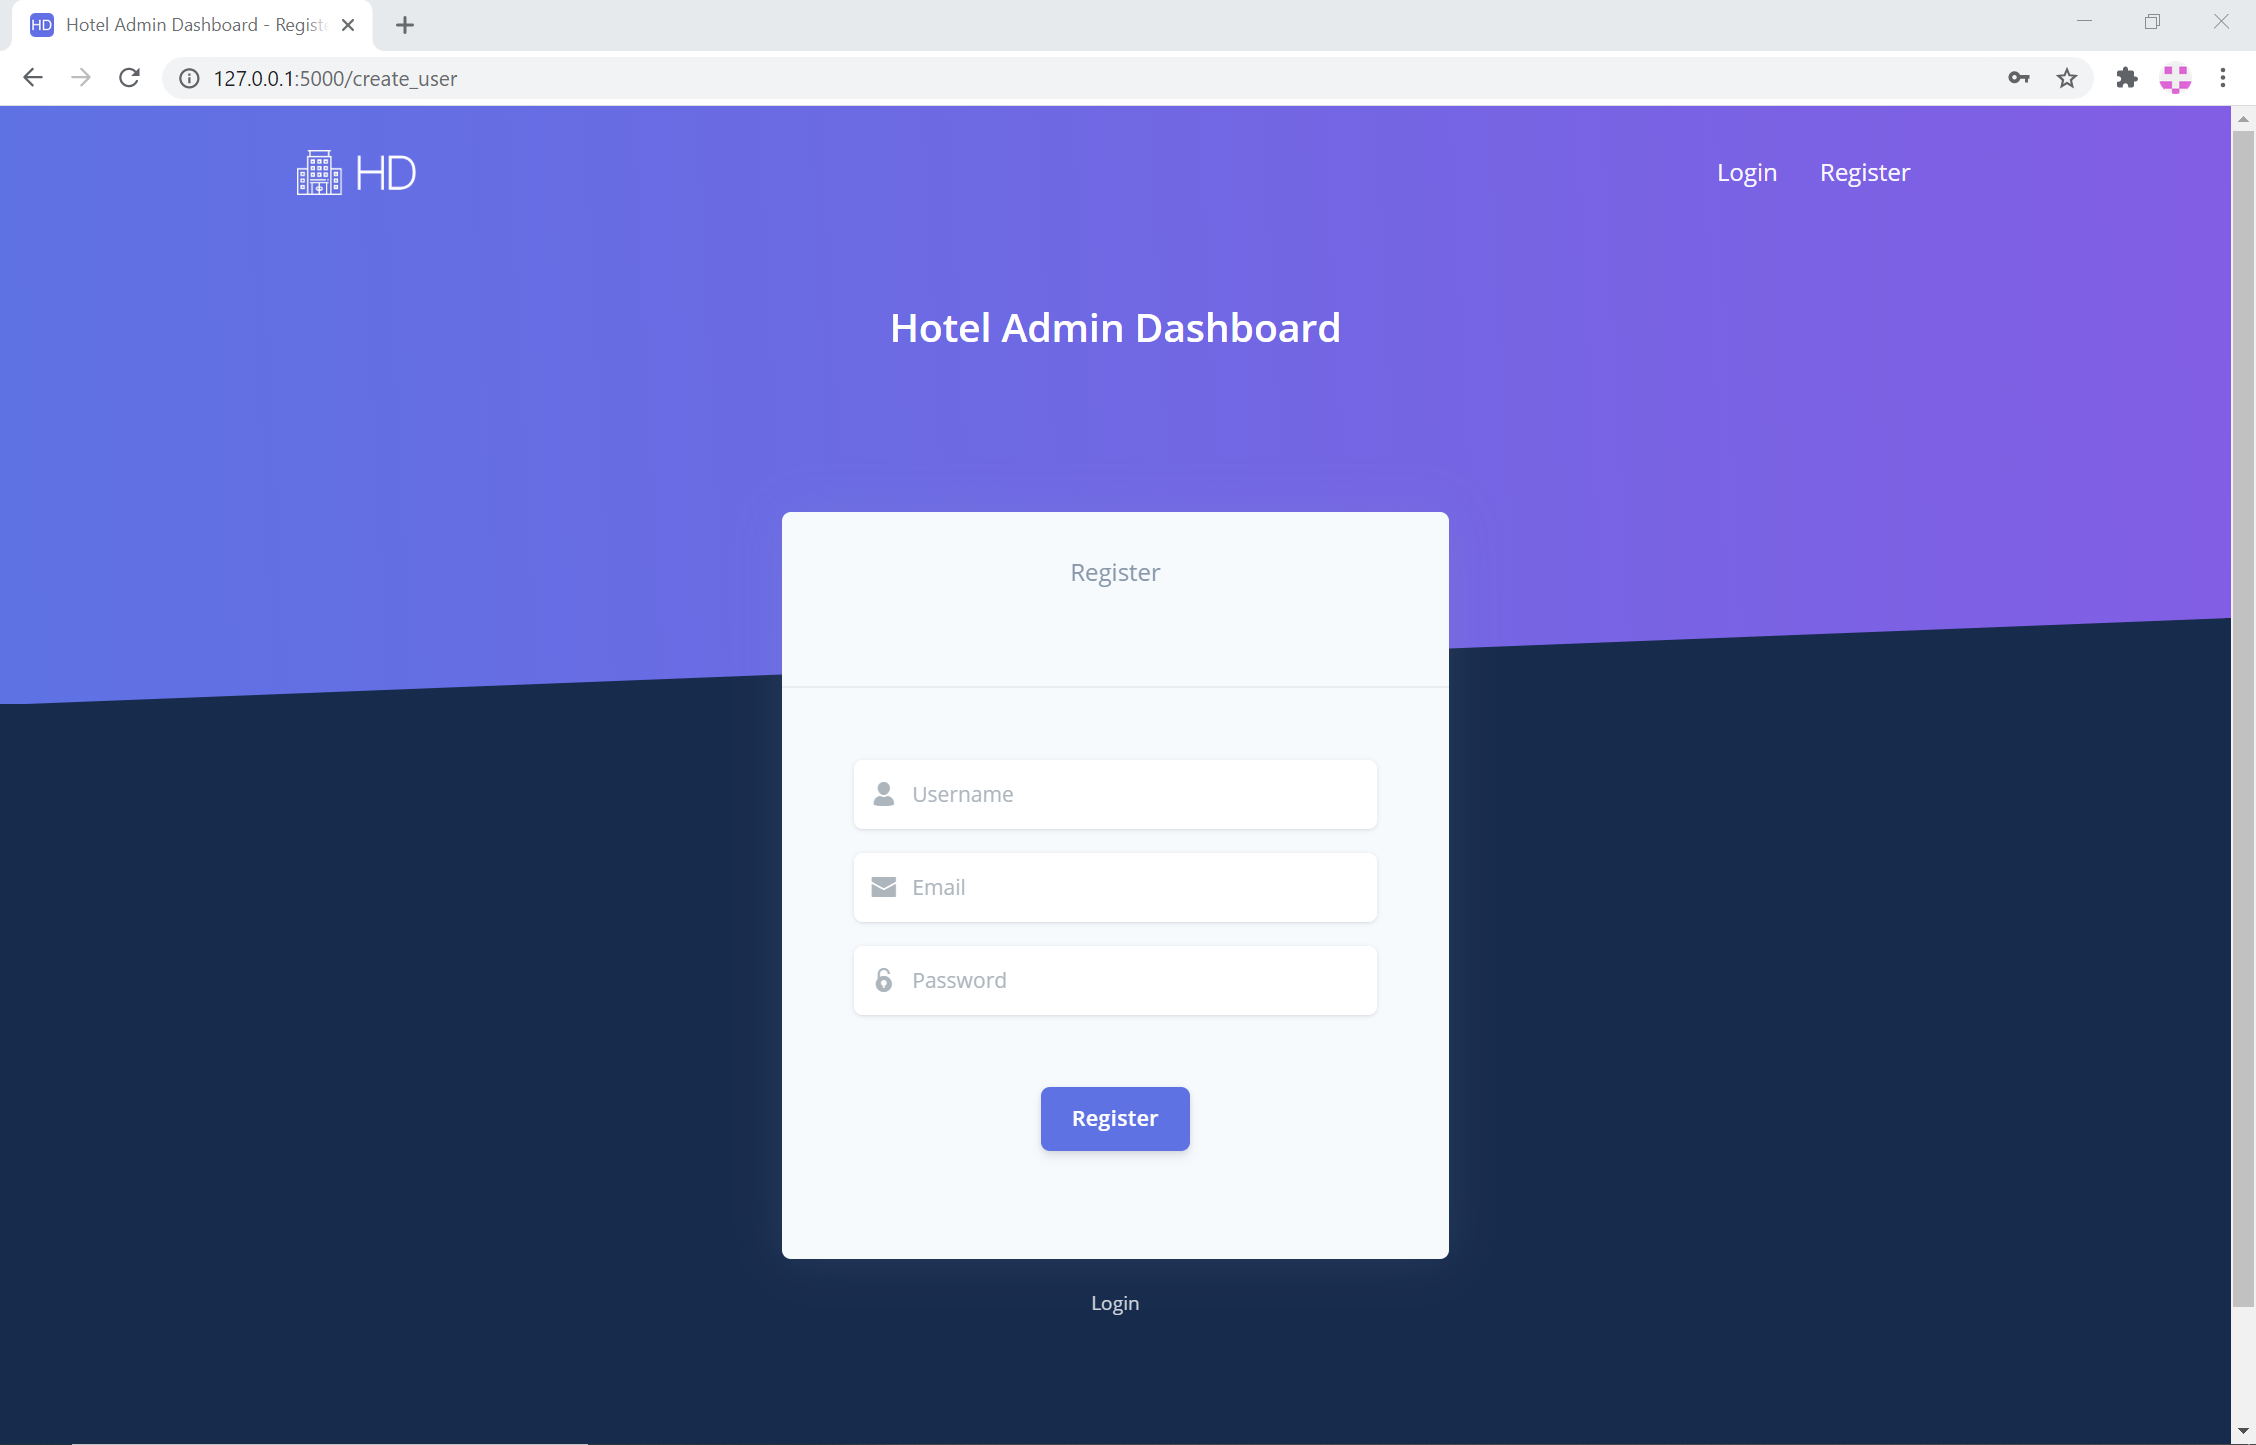 HD Hotel Admin Dashboard - Registe
127.0.0.1:5000/create_user
HD
Login Register
Hotel Admin Dashboard
Register
Username
Email
Password
Register
Login